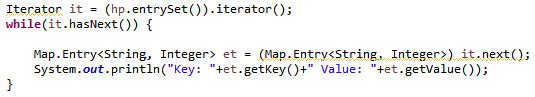 Iterator it = (hp.entrySet()).iterator();
while(it.hasNext()) {
Map.Entry<String, Integer> et = (Map.Entry<String, Integer>) it.next();
System.out.println("Key: "+et.getKey()+" Value: "+et.getValue());
}